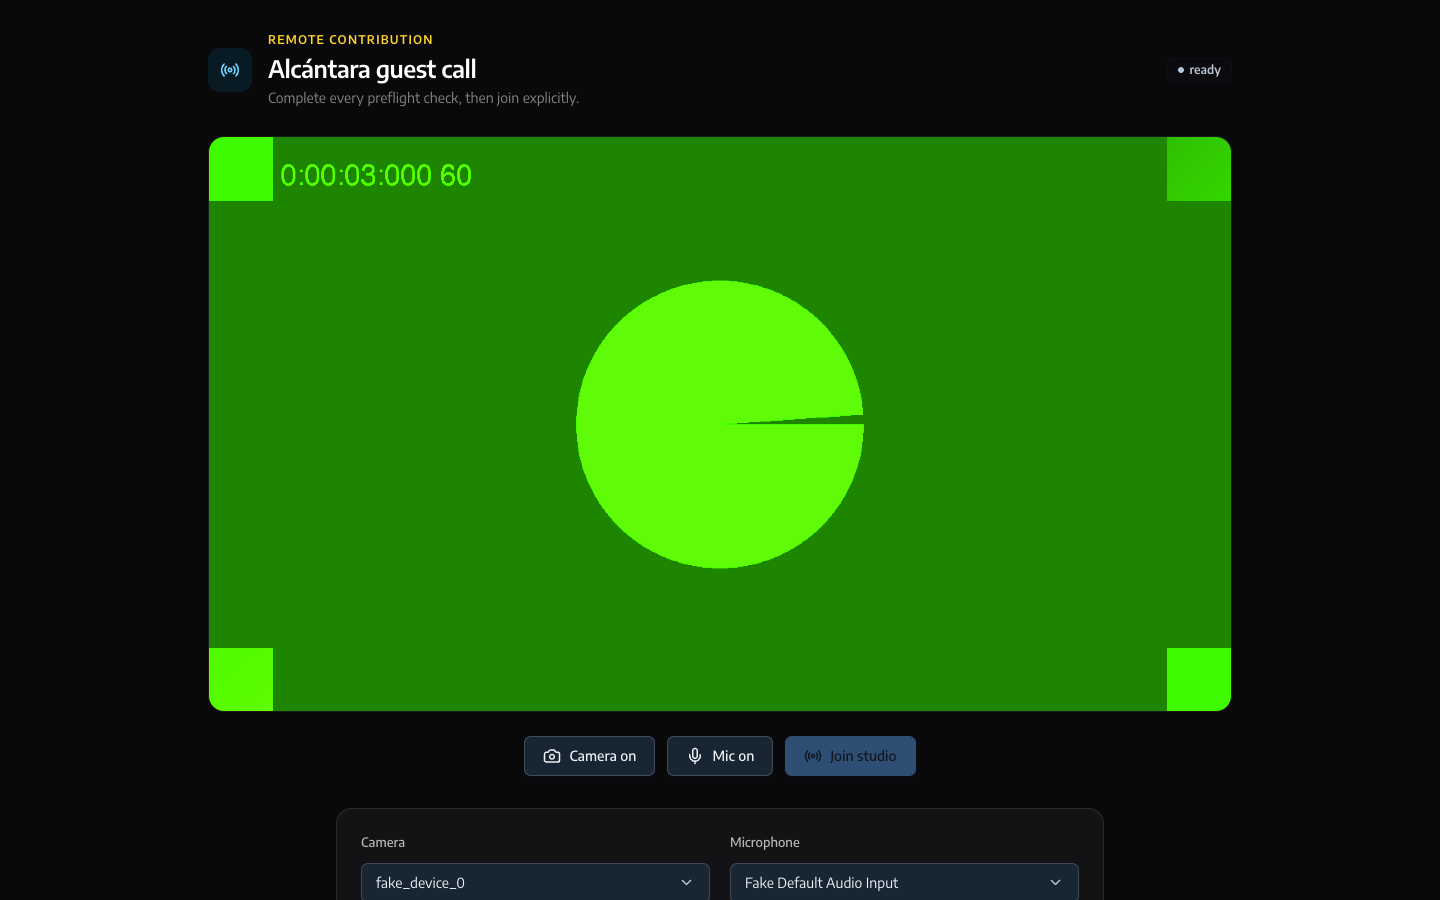 REMOTE CONTRIBUTION
Alcántara guest call
Complete every preflight check, then join explicitly.
ready
0:00:03:000 60
Camera on
Mic on
Join studio
Camera
Microphone
fake_device_0
Fake Default Audio Input